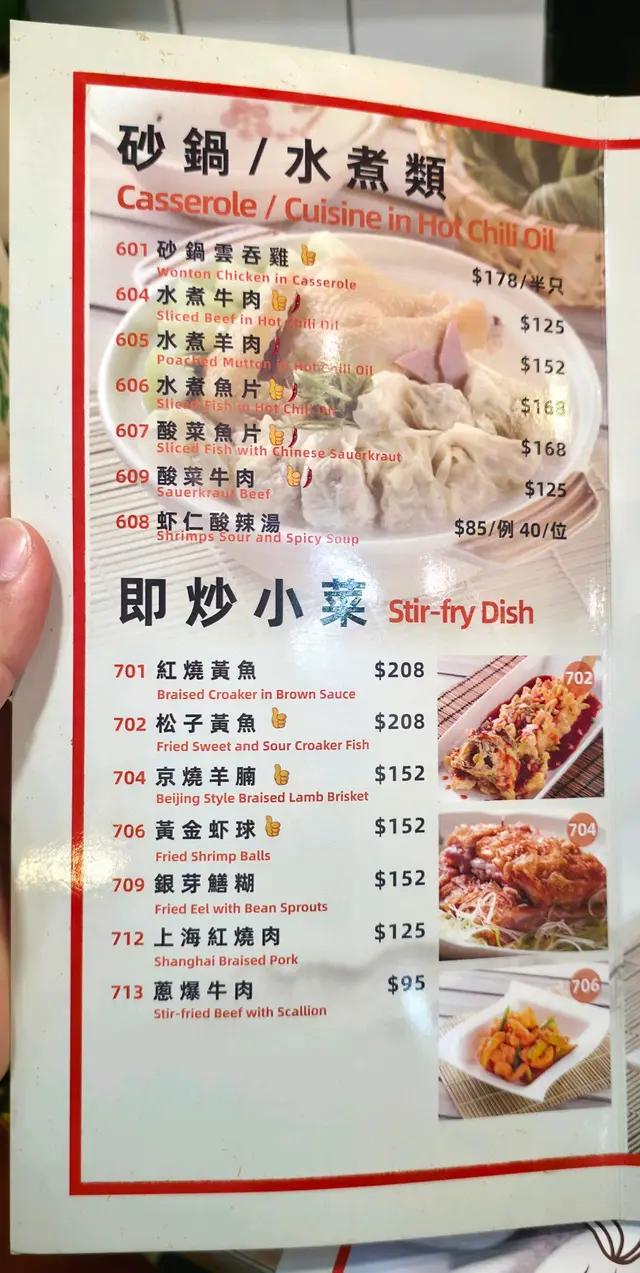 砂鍋/水煮類
Casserole / Cuisine in Hot Chili Oil
601 砂鍋雲吞雞 $178/半只
Wonton Chicken in Casserole
604 水煮牛肉 $125
Sliced Beef in Hot Chili Oil
605 水煮羊肉 $152
Poached Mutton in Hot Chili Oil
606 水煮魚片 $168
Sliced Fish in Hot Chili Oil
607 酸菜魚片 $168
Sliced Fish with Chinese Sauerkraut
609 酸菜牛肉 $125
Sauerkraut Beef
608 虾仁酸辣湯 $85/例 40/位
Shrimps Sour and Spicy Soup
即炒小菜 Stir-fry Dish
701 紅燒黃魚 $208
Braised Croaker in Brown Sauce
702 松子黃魚 $208
Fried Sweet and Sour Croaker Fish
704 京燒羊腩 $152
Beijing Style Braised Lamb Brisket
706 黃金虾球 $152
Fried Shrimp Balls
709 銀芽鱔糊 $152
Fried Eel with Bean Sprouts
712 上海紅燒肉 $125
Shanghai Braised Pork
713 蔥爆牛肉 $95
Stir-fried Beef with Scallion
702
704
706